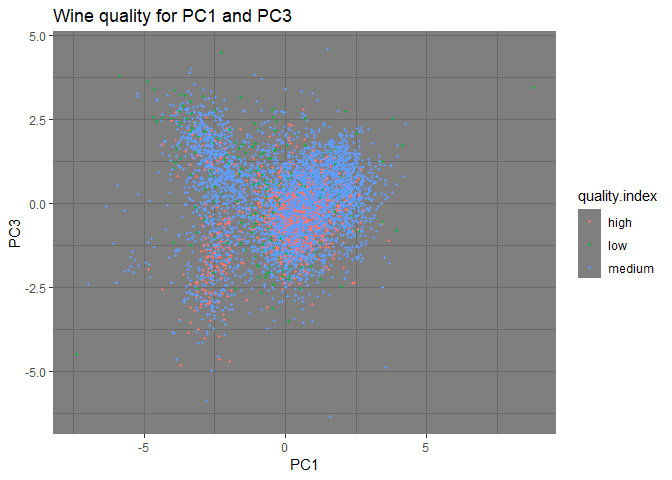 Wine quality for PC1 and PC3
5.0
2.5
0.0
-2.5
-5.0
PC3
-5
0
5
PC1
quality.index
high
low
medium